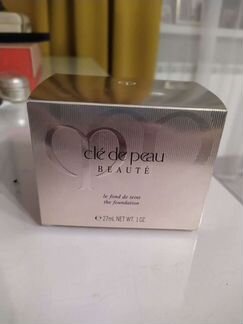 clé de peau
BEAUTÉ
le fond de teint
the foundation
℮ 27mL NET WT. 1 OZ.